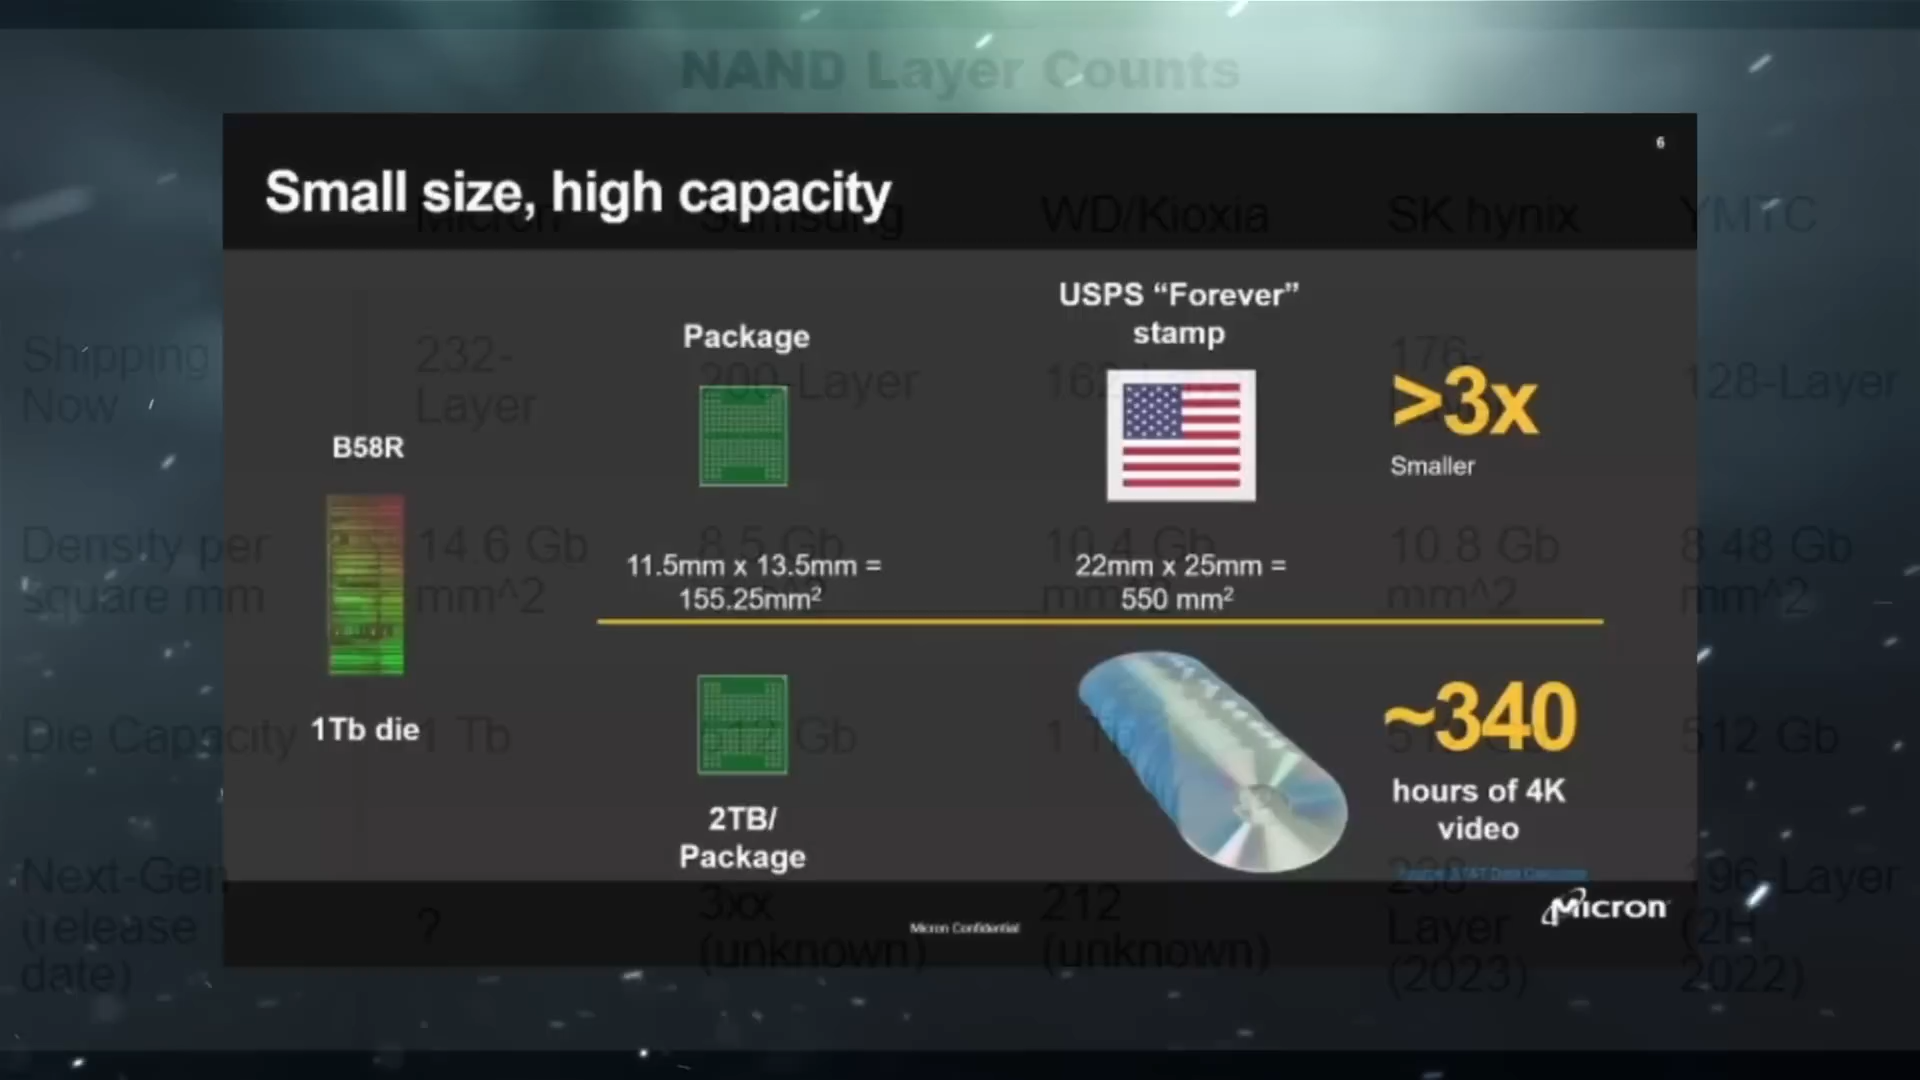 NAND Layer Counts
6
Small size, high capacity
Micron
Samsung
WD/Kioxia
SK hynix
YMTC
USPS “Forever”
stamp
Package
Shipping
Now
232-
Layer
200-Layer
162
176-
128-Layer
>3x
Smaller
B58R
Density per
square mm
14.6 Gb
mm^2
8.5 Gb
10.4 Gb
mm^2
10.8 Gb
mm^2
8.48 Gb
mm^2
11.5mm x 13.5mm =
155.25mm²
22mm x 25mm =
550 mm²
1Tb die
Die Capacity
1 Tb
512 Gb
512 Gb
~340
hours of 4K
video
2TB/
Package
Next-Gen
(release
date)
?
3xx
(unknown)
212
(unknown)
238
Layer
(2023)
196-Layer
(2H
2022)
Micron Confidential
Micron